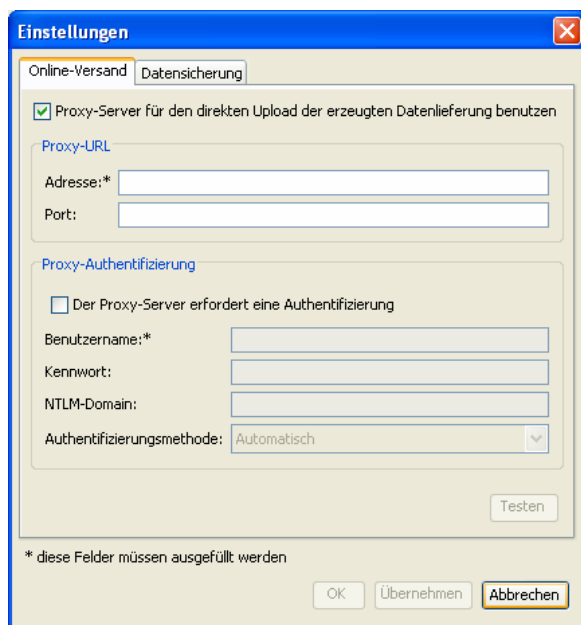 Einstellungen
Online-Versand Datensicherung
Proxy-Server für den direkten Upload der erzeugten Datenlieferung benutzen
Proxy-URL
Adresse:*
Port:
Proxy-Authentifizierung
Der Proxy-Server erfordert eine Authentifizierung
Benutzername:*
Kennwort:
NTLM-Domain:
Authentifizierungsmethode: Automatisch
Testen
* diese Felder müssen ausgefüllt werden
OK Übernehmen Abbrechen